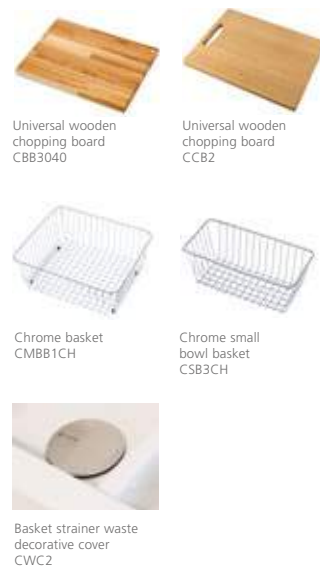 Universal wooden
chopping board
CBB3040
Universal wooden
chopping board
CCB2
Chrome basket
CMBB1CH
Chrome small
bowl basket
CSB3CH
Basket strainer waste
decorative cover
CWC2